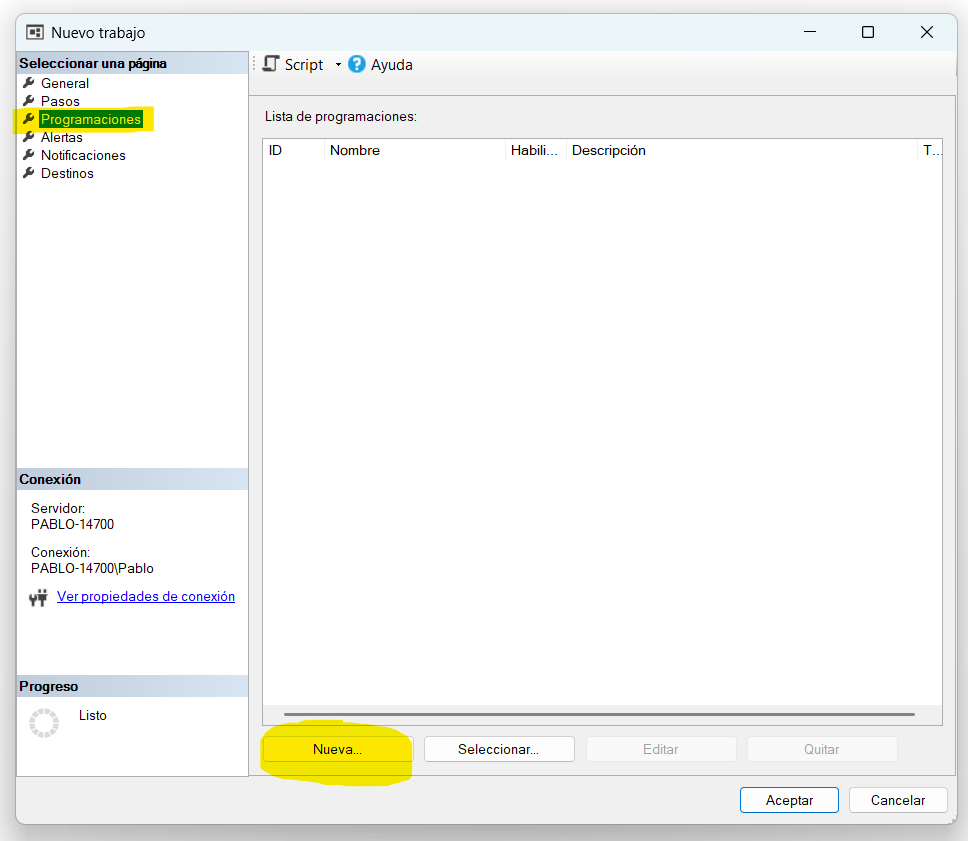 Nuevo trabajo
Seleccionar una página
General
Pasos
Programaciones
Alertas
Notificaciones
Destinos
Script
Ayuda
Lista de programaciones:
ID Nombre Habili... Descripción T...
Conexión
Servidor:
PABLO-14700
Conexión:
PABLO-14700\Pablo
Ver propiedades de conexión
Progreso
Listo
Nueva... Seleccionar... Editar Quitar
Aceptar Cancelar